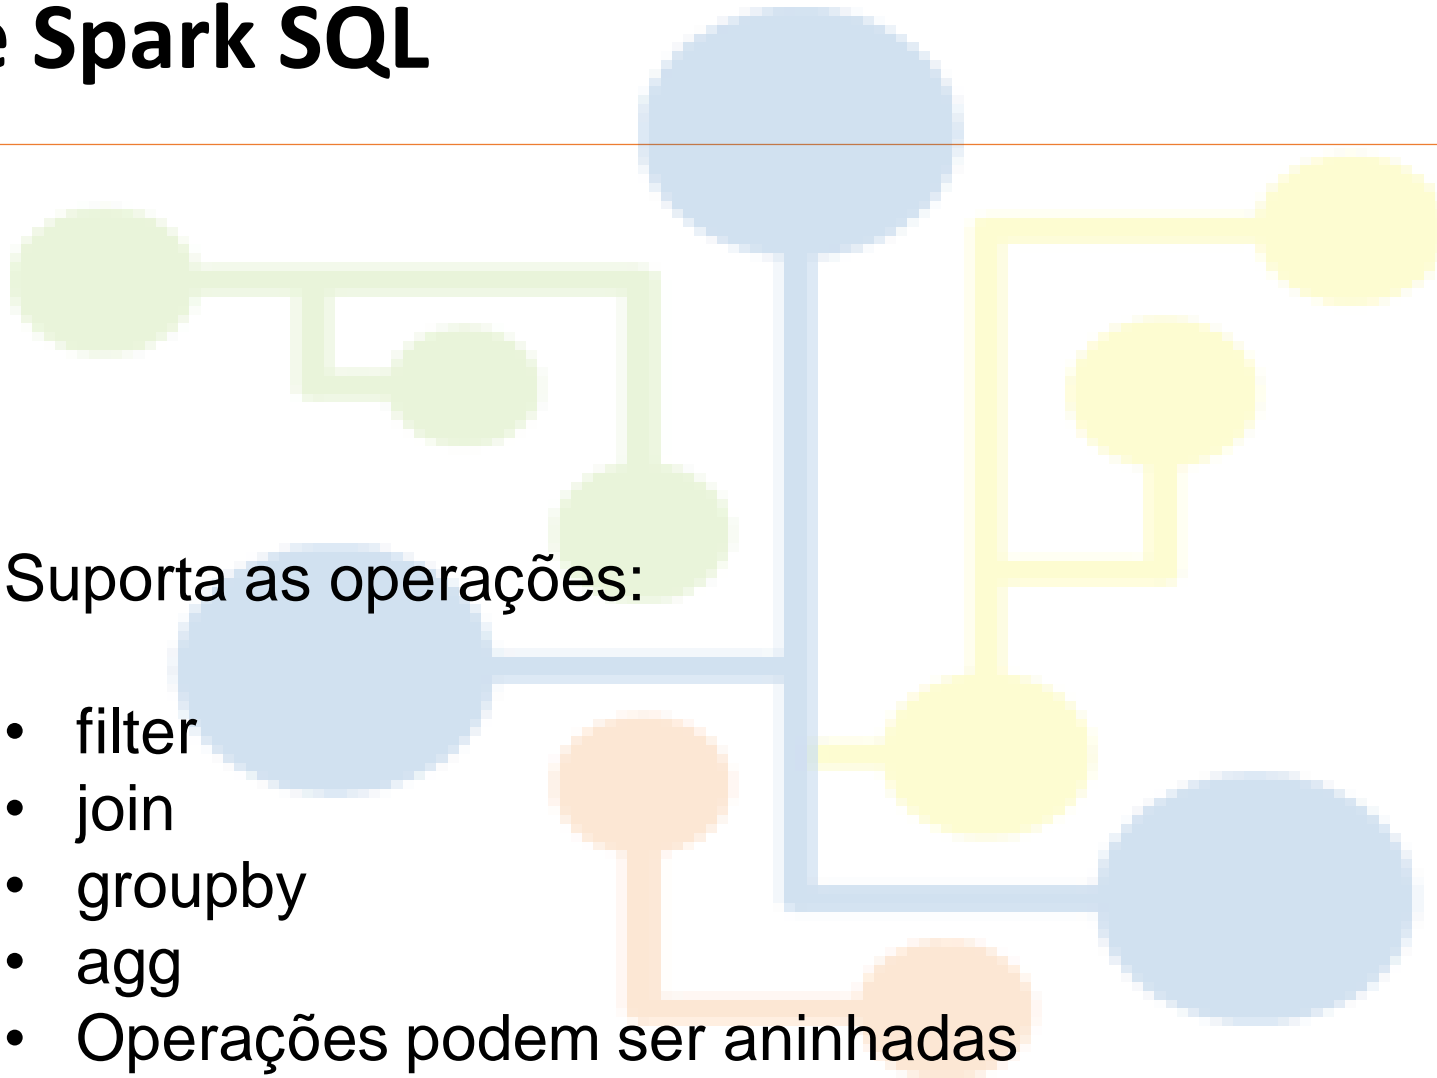 e Spark SQL
Suporta as operações:
• filter
• join
• groupby
• agg
• Operações podem ser aninhadas